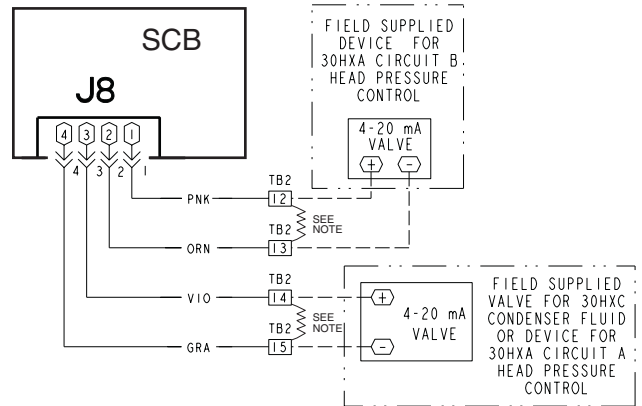 SCB
J8
4 3 2 1
4 3 2 1
FIELD SUPPLIED
DEVICE FOR
30HXA CIRCUIT B
HEAD PRESSURE
CONTROL
4-20 mA
VALVE
+ -
PNK
TB2
12
SEE
NOTE
ORN
TB2
13
VIO
TB2
14
SEE
NOTE
GRA
TB2
15
+
-
4-20 mA
VALVE
FIELD SUPPLIED
VALVE FOR 30HXC
CONDENSER FLUID
OR DEVICE FOR
30HXA CIRCUIT A
HEAD PRESSURE
CONTROL